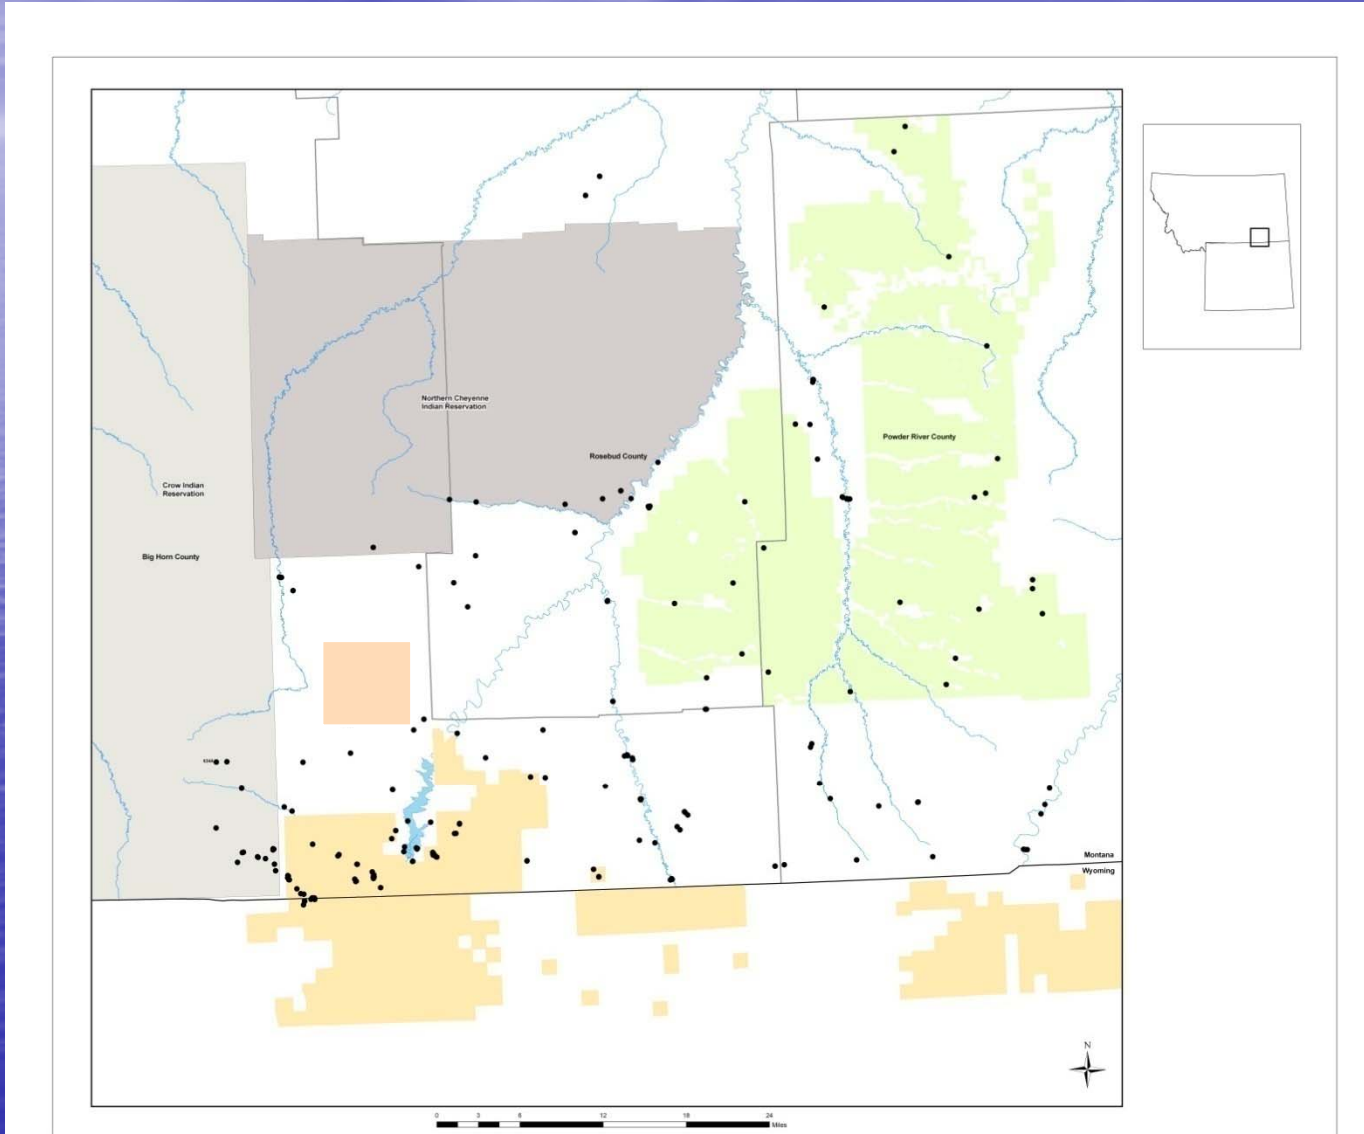 Northern Cheyenne
Indian Reservation
Powder River County
Rosebud County
Crow Indian
Reservation
Big Horn County
Montana
Wyoming
N
0 3 6 12 18 24
Miles